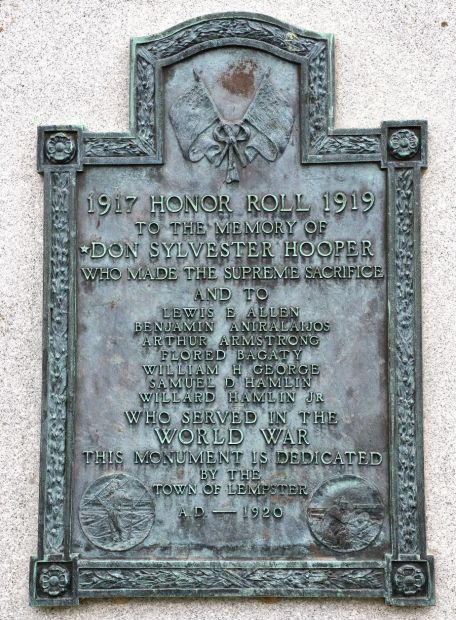 1917 HONOR ROLL 1919
TO THE MEMORY OF
*DON SYLVESTER HOOPER
WHO MADE THE SUPREME SACRIFICE
AND TO
LEWIS E ALLEN
BENJAMIN ANIRALAIJOS
ARTHUR ARMSTRONG
FLORED BAGATY
WILLIAM H GEORGE
SAMUEL D HAMLIN
WILLARD HAMLIN JR
WHO SERVED IN THE
WORLD WAR
THIS MONUMENT IS DEDICATED
BY THE
TOWN OF LEMPSTER
A.D — 1920